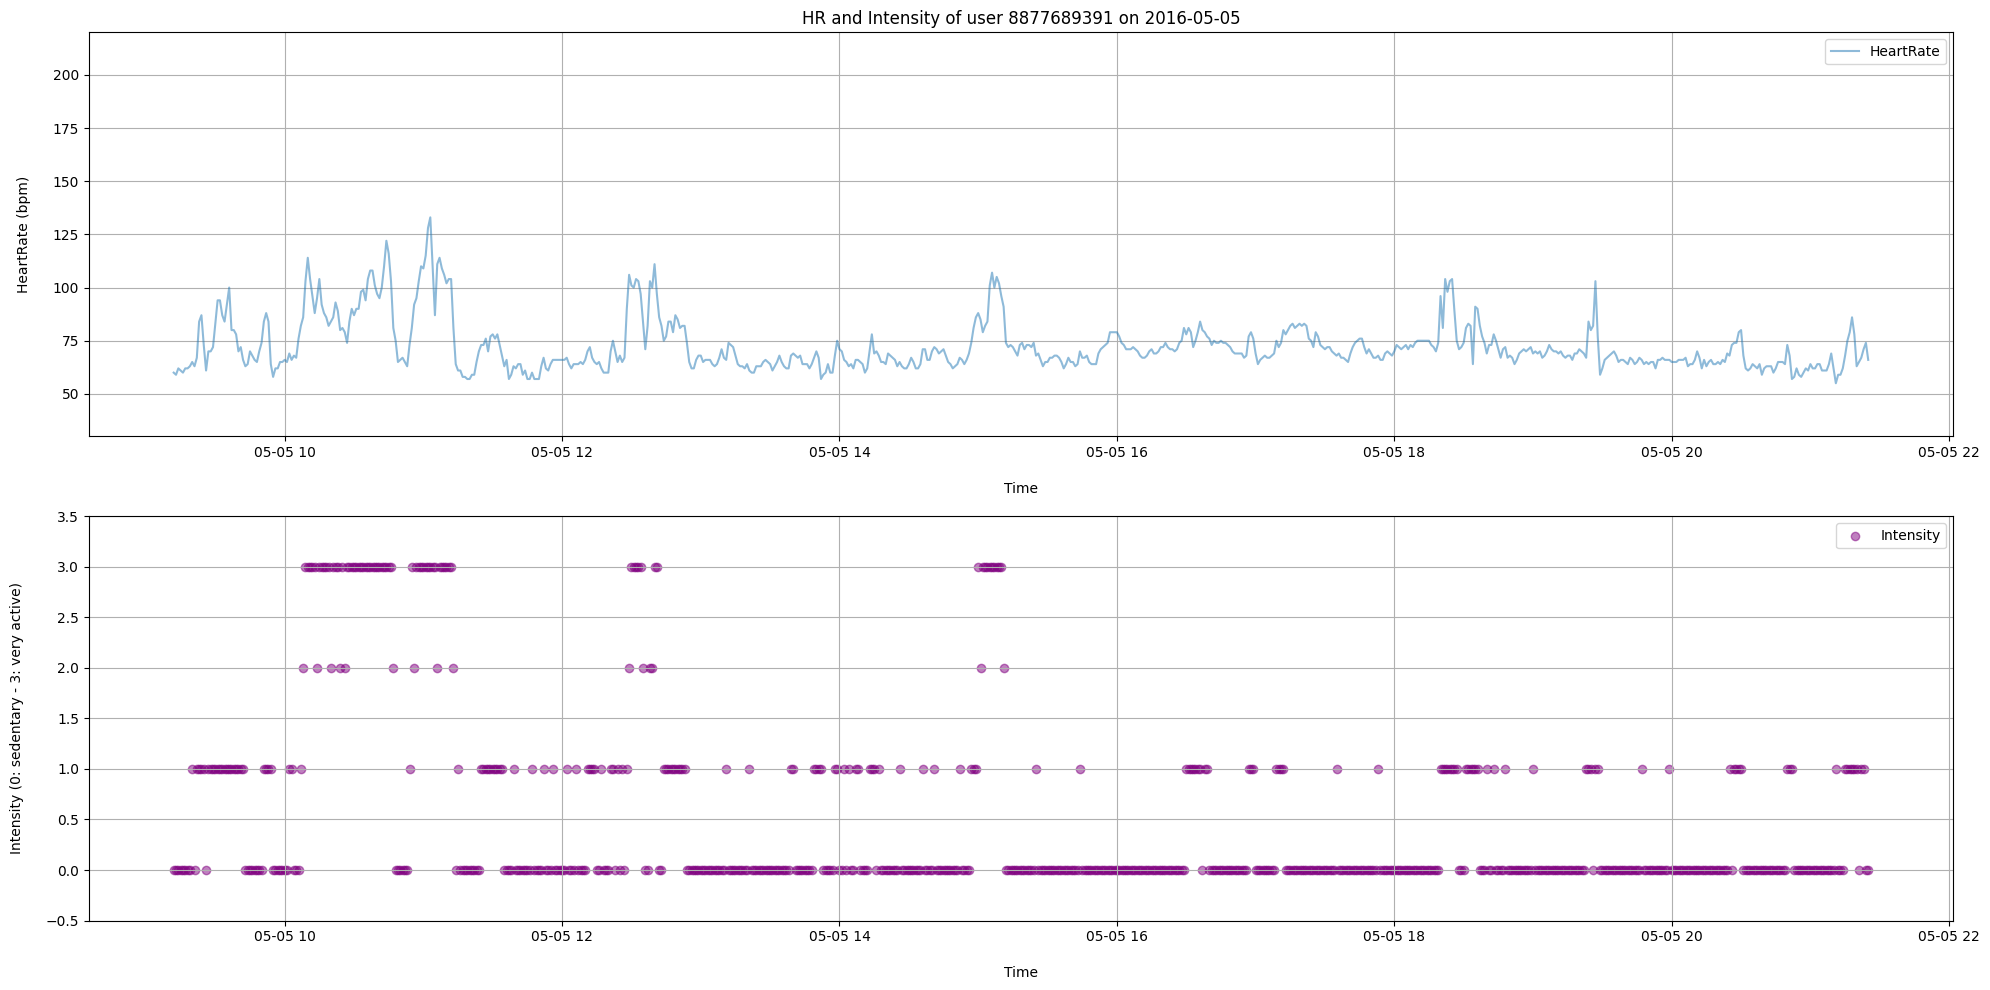 HR and Intensity of user 8877689391 on 2016-05-05
HeartRate
200
175
150
125
100
75
50
HeartRate (bpm)
05-05 10 05-05 12 05-05 14 05-05 16 05-05 18 05-05 20 05-05 22
Time
Intensity
3.5
3.0
2.5
2.0
1.5
1.0
0.5
0.0
−0.5
Intensity (0: sedentary - 3: very active)
05-05 10 05-05 12 05-05 14 05-05 16 05-05 18 05-05 20 05-05 22
Time